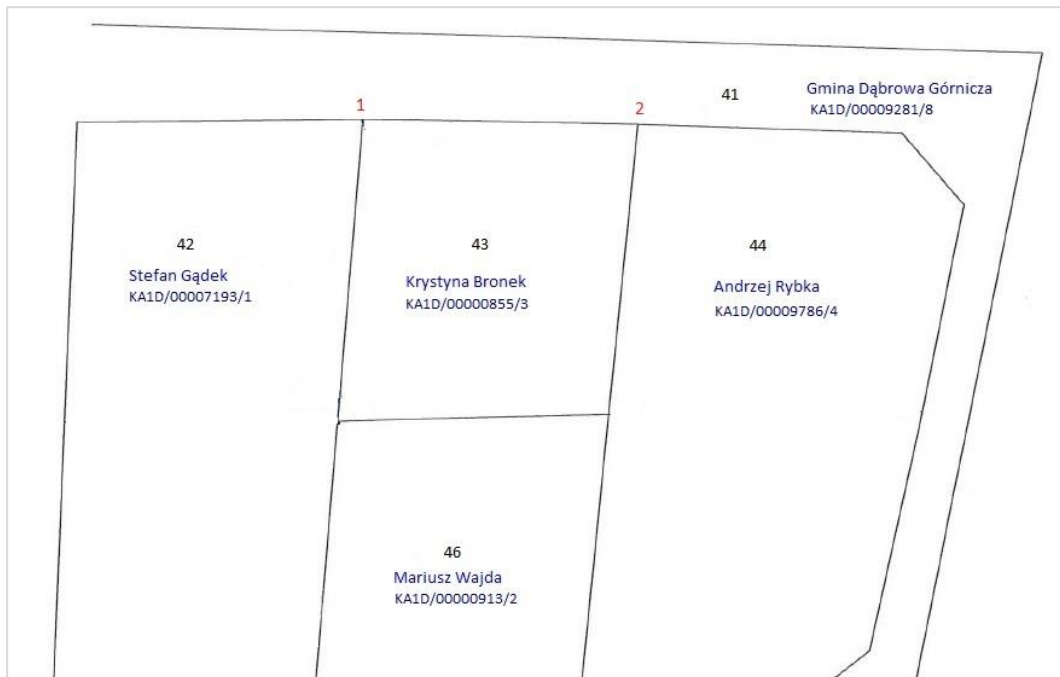 41
Gmina Dąbrowa Górnicza
KA1D/00009281/8
1
2
42
Stefan Gądek
KA1D/00007193/1
43
Krystyna Bronek
KA1D/00000855/3
44
Andrzej Rybka
KA1D/00009786/4
46
Mariusz Wajda
KA1D/00000913/2